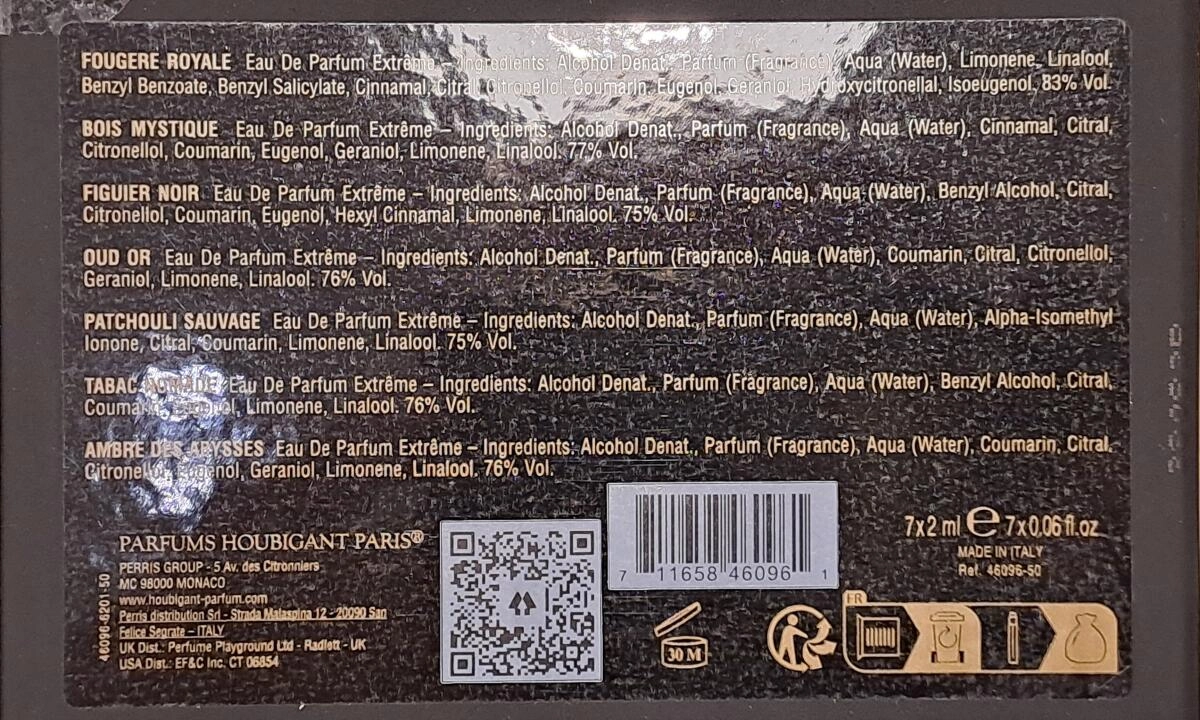 FOUGERE ROYALE Eau De Parfum Extrême – Ingredients: Alcohol Denat., Parfum (Fragrance), Aqua (Water), Limonene, Linalool,
Benzyl Benzoate, Benzyl Salicylate, Cinnamal, Citral, Citronellol, Coumarin, Eugenol, Geraniol, Hydroxycitronellal, Isoeugenol. 83% Vol.
BOIS MYSTIQUE Eau De Parfum Extrême – Ingredients: Alcohol Denat., Parfum (Fragrance), Aqua (Water), Cinnamal, Citral,
Citronellol, Coumarin, Eugenol, Geraniol, Limonene, Linalool. 77% Vol.
FIGUIER NOIR Eau De Parfum Extrême – Ingredients: Alcohol Denat., Parfum (Fragrance), Aqua (Water), Benzyl Alcohol, Citral,
Citronellol, Coumarin, Eugenol, Hexyl Cinnamal, Limonene, Linalool. 75% Vol.
OUD OR Eau De Parfum Extrême – Ingredients: Alcohol Denat., Parfum (Fragrance), Aqua (Water), Coumarin, Citral, Citronellol,
Geraniol, Limonene, Linalool. 76% Vol.
PATCHOULI SAUVAGE Eau De Parfum Extrême – Ingredients: Alcohol Denat., Parfum (Fragrance), Aqua (Water), Alpha-Isomethyl
Ionone, Citral, Coumarin, Limonene, Linalool. 75% Vol.
TABAC NOMADE Eau De Parfum Extrême – Ingredients: Alcohol Denat., Parfum (Fragrance), Aqua (Water), Benzyl Alcohol, Citral,
Coumarin, Eugenol, Limonene, Linalool. 76% Vol.
AMBRE DES ABYSSES Eau De Parfum Extrême – Ingredients: Alcohol Denat., Parfum (Fragrance), Aqua (Water), Coumarin, Citral.
Citronellol, Eugenol, Geraniol, Limonene, Linalool. 76% Vol.
PARFUMS HOUBIGANT PARIS®
PERRIS GROUP - 5 Av. des Citronniers
MC 98000 MONACO
www.houbigant-parfum.com
Perris distribution Srl - Strada Malaspina 12 - 20090 San
Felice Segrate – ITALY
UK Dist.: Perfume Playground Ltd - Radlett - UK
USA Dist.: EF&C Inc. CT 06854
46096-6201-50
7 11658 46096 1
7x2 ml e 7x0.06 fl.oz
MADE IN ITALY
Ref. 46096-50
30 M
FR